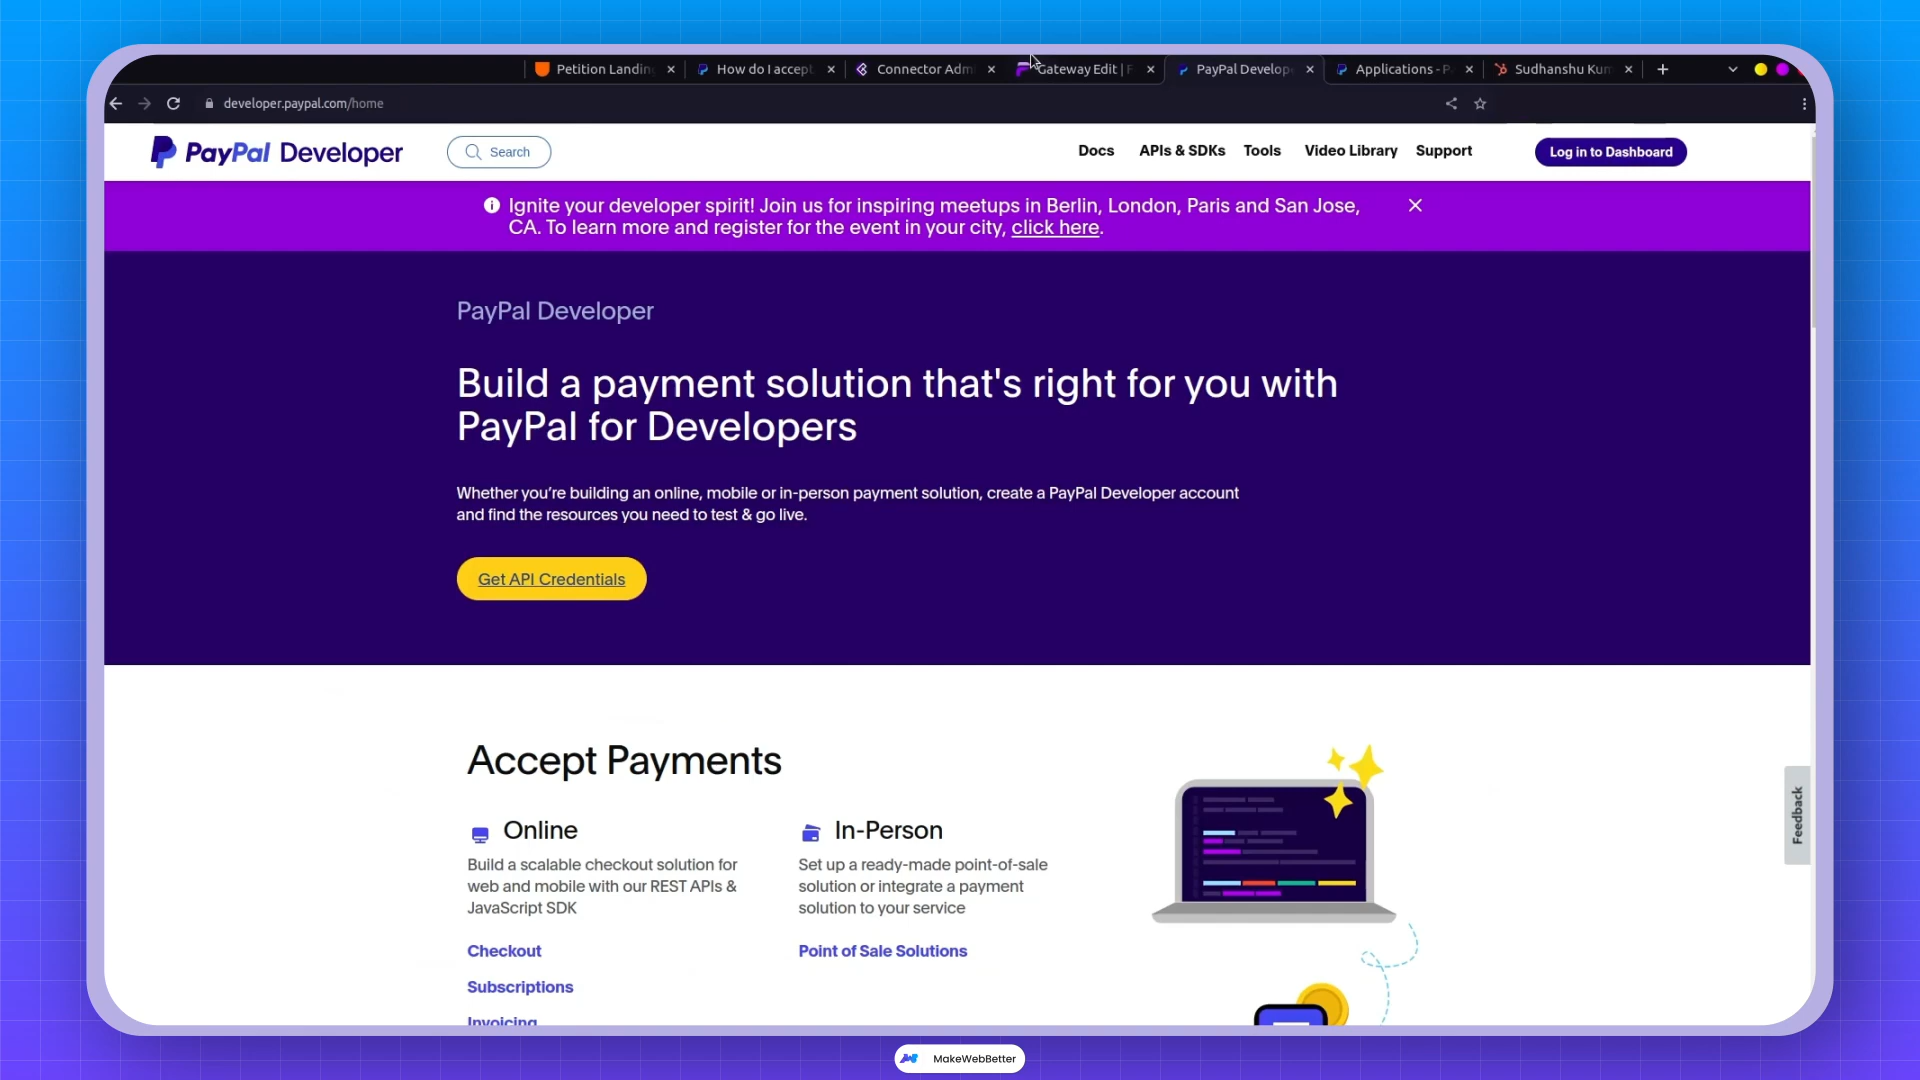 Petition Landin
How do I accept
Connector Adm
Gateway Edit | F
PayPal Develop
Applications - P
Sudhanshu Kum
developer.paypal.com/home
PayPal Developer
Search
Docs
APIs & SDKs
Tools
Video Library
Support
Log in to Dashboard
Ignite your developer spirit! Join us for inspiring meetups in Berlin, London, Paris and San Jose,
CA. To learn more and register for the event in your city, click here.
PayPal Developer
Build a payment solution that's right for you with
PayPal for Developers
Whether you’re building an online, mobile or in-person payment solution, create a PayPal Developer account
and find the resources you need to test & go live.
Get API Credentials
Accept Payments
Online
Build a scalable checkout solution for
web and mobile with our REST APIs &
JavaScript SDK
Checkout
Subscriptions
Invoicing
In-Person
Set up a ready-made point-of-sale
solution or integrate a payment
solution to your service
Point of Sale Solutions
Feedback
MakeWebBetter